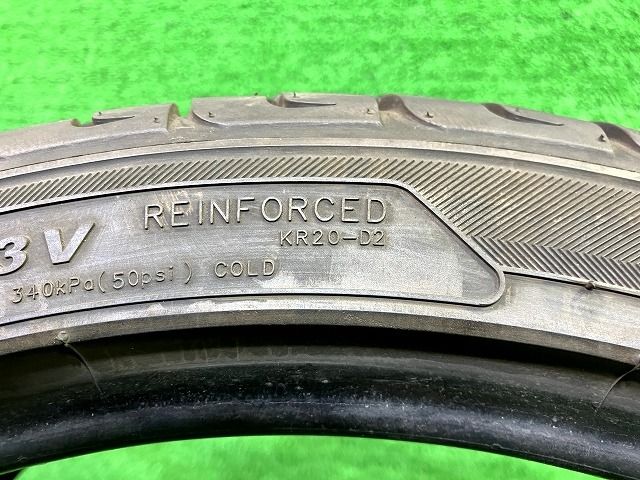 3V REINFORCED
KR20-D2
340kPa(50psi) COLD